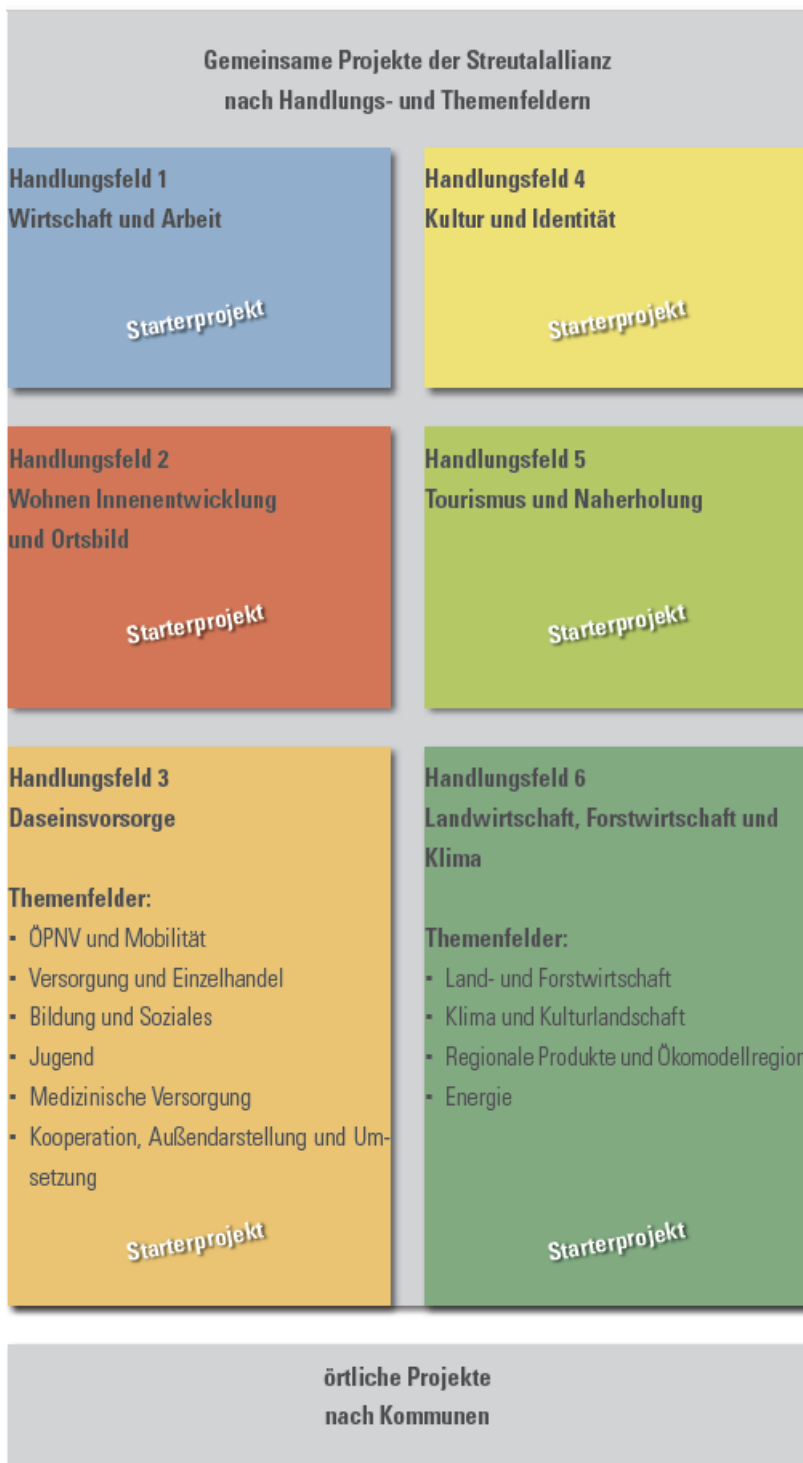 Gemeinsame Projekte der Streutalallianz
nach Handlungs- und Themenfeldern
Handlungsfeld 1
Wirtschaft und Arbeit
Starterprojekt
Handlungsfeld 4
Kultur und Identität
Starterprojekt
Handlungsfeld 2
Wohnen Innenentwicklung
und Ortsbild
Starterprojekt
Handlungsfeld 5
Tourismus und Naherholung
Starterprojekt
Handlungsfeld 3
Daseinsvorsorge
Themenfelder:
▪ ÖPNV und Mobilität
▪ Versorgung und Einzelhandel
▪ Bildung und Soziales
▪ Jugend
▪ Medizinische Versorgung
▪ Kooperation, Außendarstellung und Um-
setzung
Starterprojekt
Handlungsfeld 6
Landwirtschaft, Forstwirtschaft und
Klima
Themenfelder:
▪ Land- und Forstwirtschaft
▪ Klima und Kulturlandschaft
▪ Regionale Produkte und Ökomodellregion
▪ Energie
Starterprojekt
örtliche Projekte
nach Kommunen